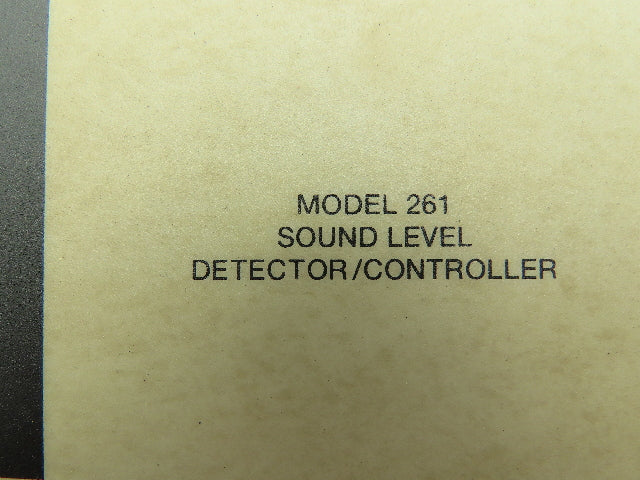 MODEL 261
SOUND LEVEL
DETECTOR/CONTROLLER